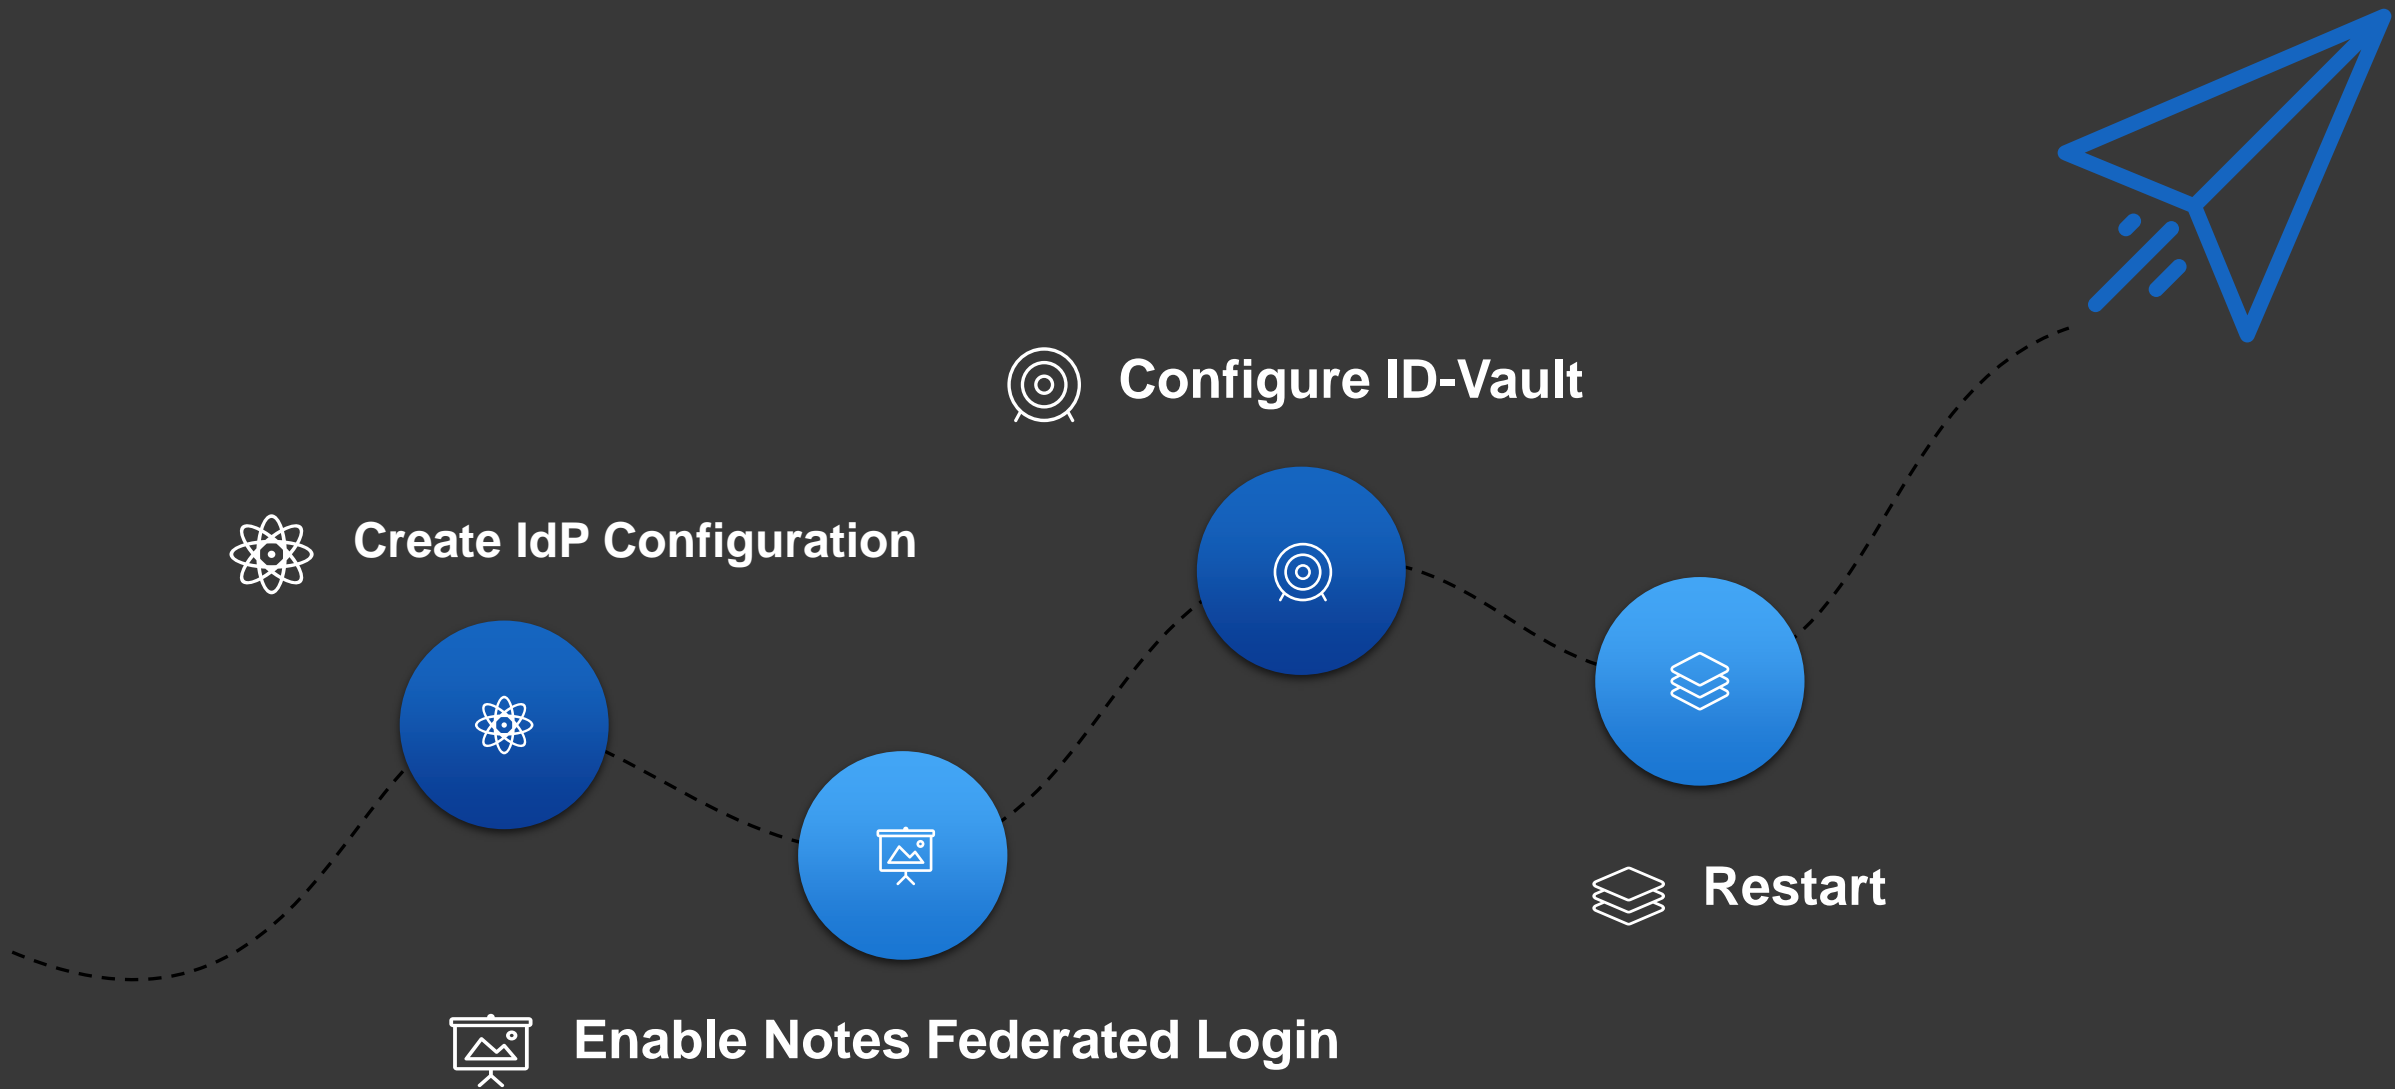 Create IdP Configuration
Enable Notes Federated Login
Configure ID-Vault
Restart